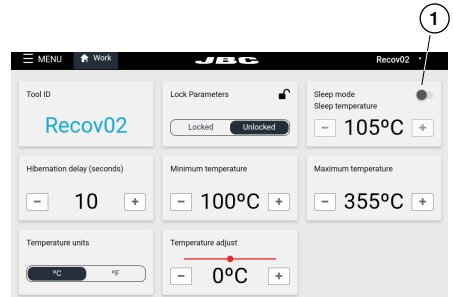 1
MENU Work JBC Recov02
Tool ID
Recov02
Lock Parameters
Locked Unlocked
Sleep mode
Sleep temperature
- 105ºC +
Hibernation delay (seconds)
- 10 +
Minimum temperature
- 100ºC +
Maximum temperature
- 355ºC +
Temperature units
ºC ºF
Temperature adjust
- 0ºC +